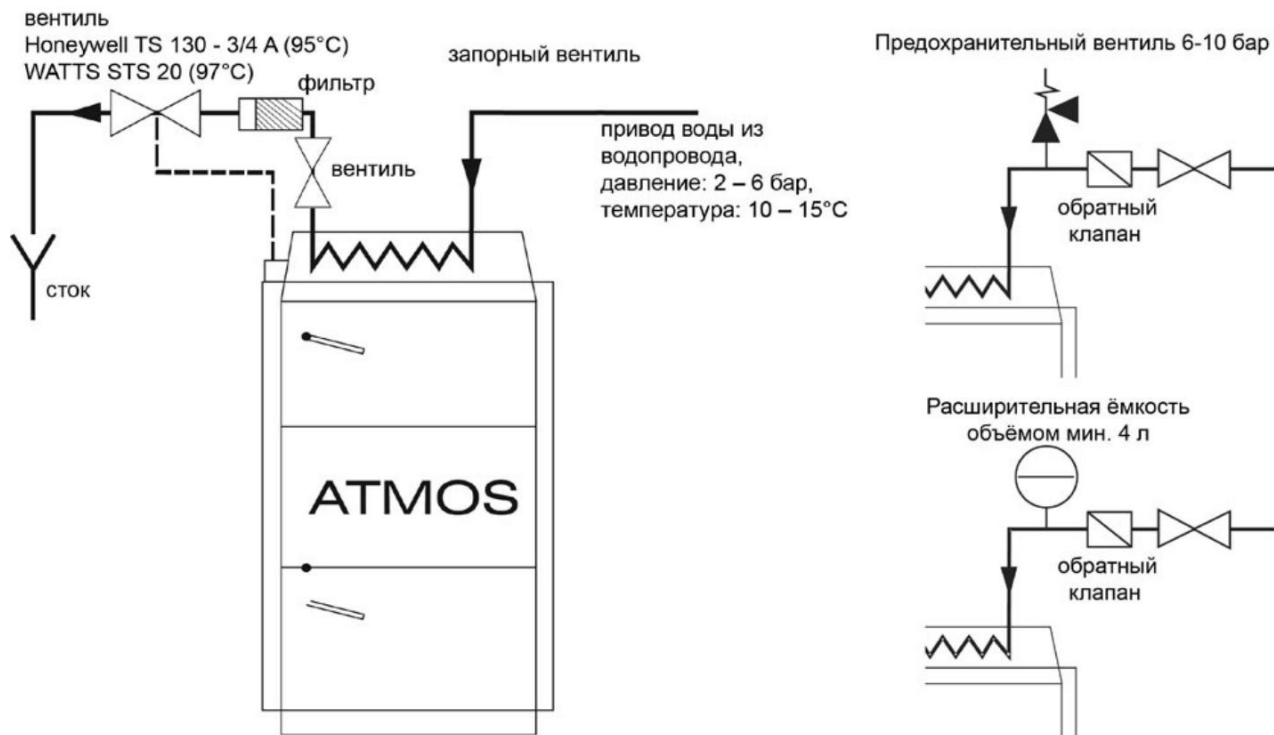 вентиль
Honeywell TS 130 - 3/4 A (95°C)
WATTS STS 20 (97°C)
фильтр
вентиль
сток
запорный вентиль
привод воды из
водопровода,
давление: 2 – 6 бар,
температура: 10 – 15°C
ATMOS
Предохранительный вентиль 6-10 бар
обратный
клапан
Расширительная ёмкость
объёмом мин. 4 л
обратный
клапан